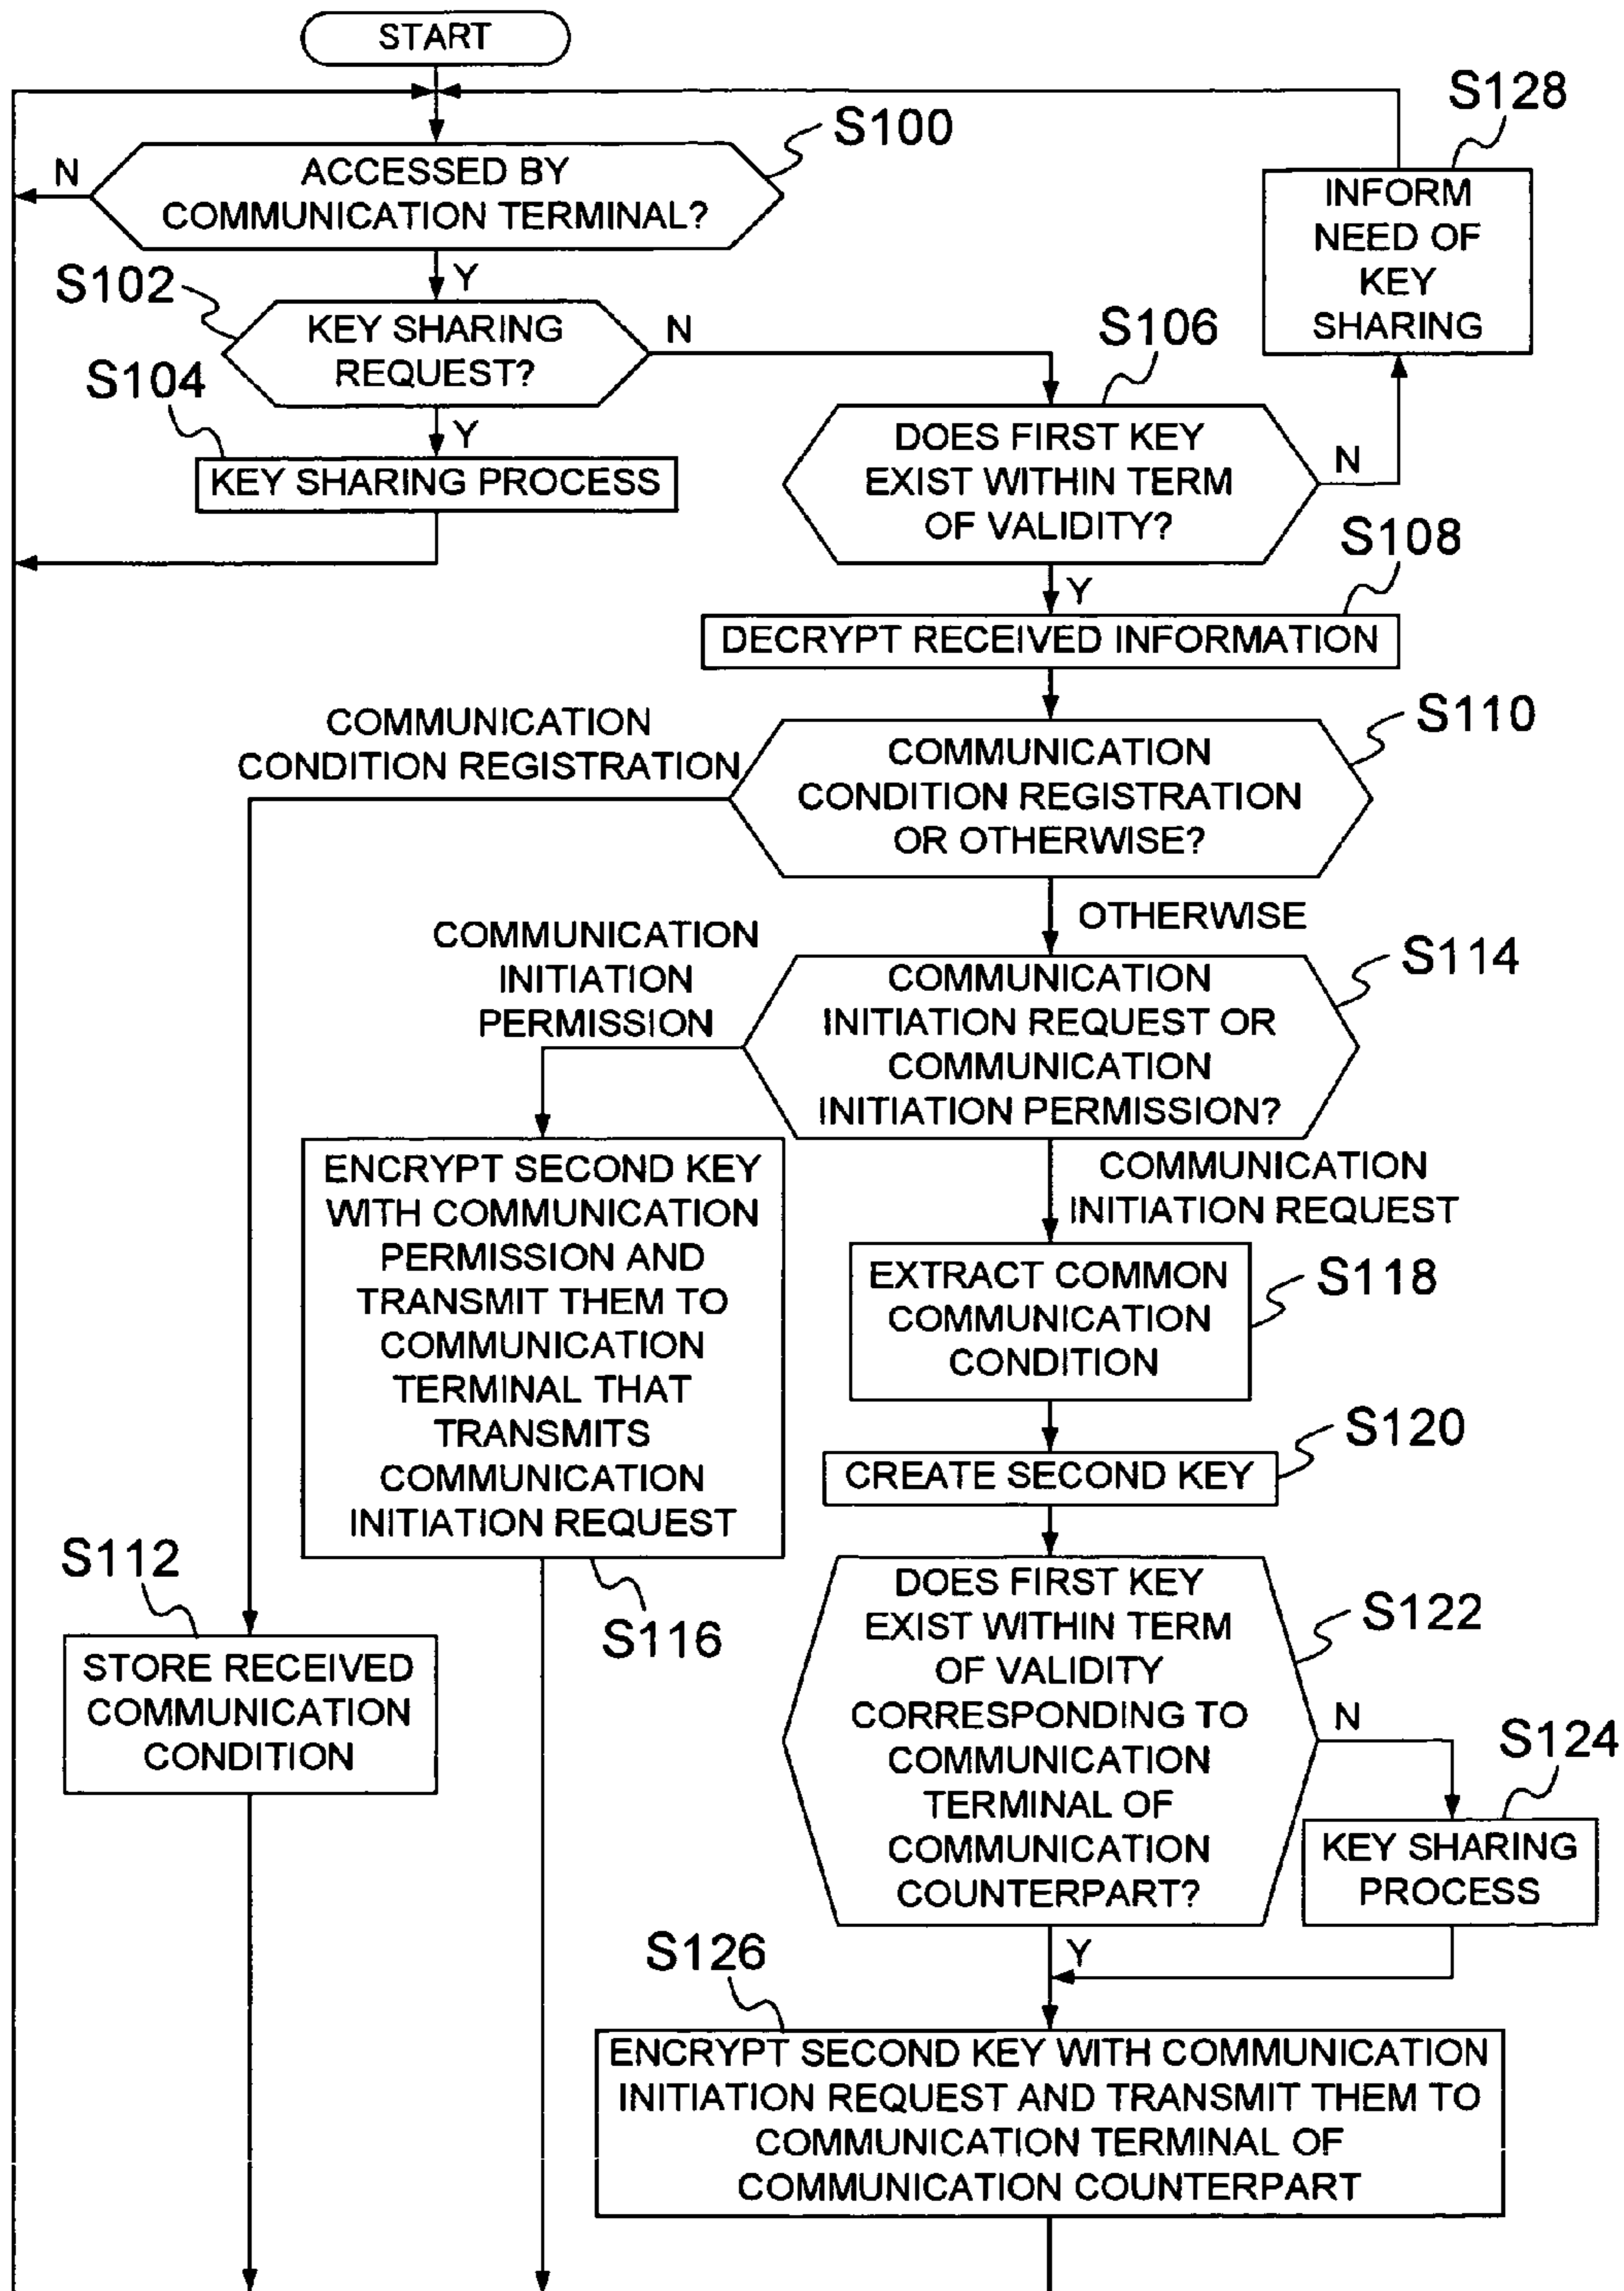 START
S128
S100
N
ACCESSED BY
COMMUNICATION TERMINAL?
INFORM
NEED OF
KEY
SHARING
Y
S102
KEY SHARING
REQUEST?
N
S106
S104
Y
KEY SHARING PROCESS
DOES FIRST KEY
EXIST WITHIN TERM
OF VALIDITY?
N
S108
Y
DECRYPT RECEIVED INFORMATION
COMMUNICATION
CONDITION REGISTRATION
S110
COMMUNICATION
CONDITION REGISTRATION
OR OTHERWISE?
OTHERWISE
COMMUNICATION
INITIATION
PERMISSION
S114
COMMUNICATION
INITIATION REQUEST OR
COMMUNICATION
INITIATION PERMISSION?
ENCRYPT SECOND KEY
WITH COMMUNICATION
PERMISSION AND
TRANSMIT THEM TO
COMMUNICATION
TERMINAL THAT
TRANSMITS
COMMUNICATION
INITIATION REQUEST
COMMUNICATION
INITIATION REQUEST
EXTRACT COMMON
COMMUNICATION
CONDITION
S118
S120
CREATE SECOND KEY
S112
S116
STORE RECEIVED
COMMUNICATION
CONDITION
DOES FIRST KEY
EXIST WITHIN TERM
OF VALIDITY
CORRESPONDING TO
COMMUNICATION
TERMINAL OF
COMMUNICATION
COUNTERPART?
S122
N
S124
KEY SHARING
PROCESS
Y
S126
ENCRYPT SECOND KEY WITH COMMUNICATION
INITIATION REQUEST AND TRANSMIT THEM TO
COMMUNICATION TERMINAL OF
COMMUNICATION COUNTERPART